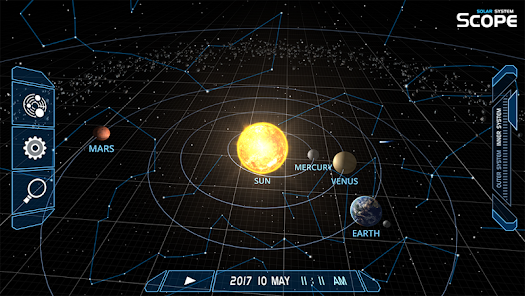 SOLAR SYSTEM
SCOPE
MARS
SUN
MERCURY
VENUS
EARTH
OUTER SYSTEM
INNER SYSTEM
2017 10 MAY 11:11 AM